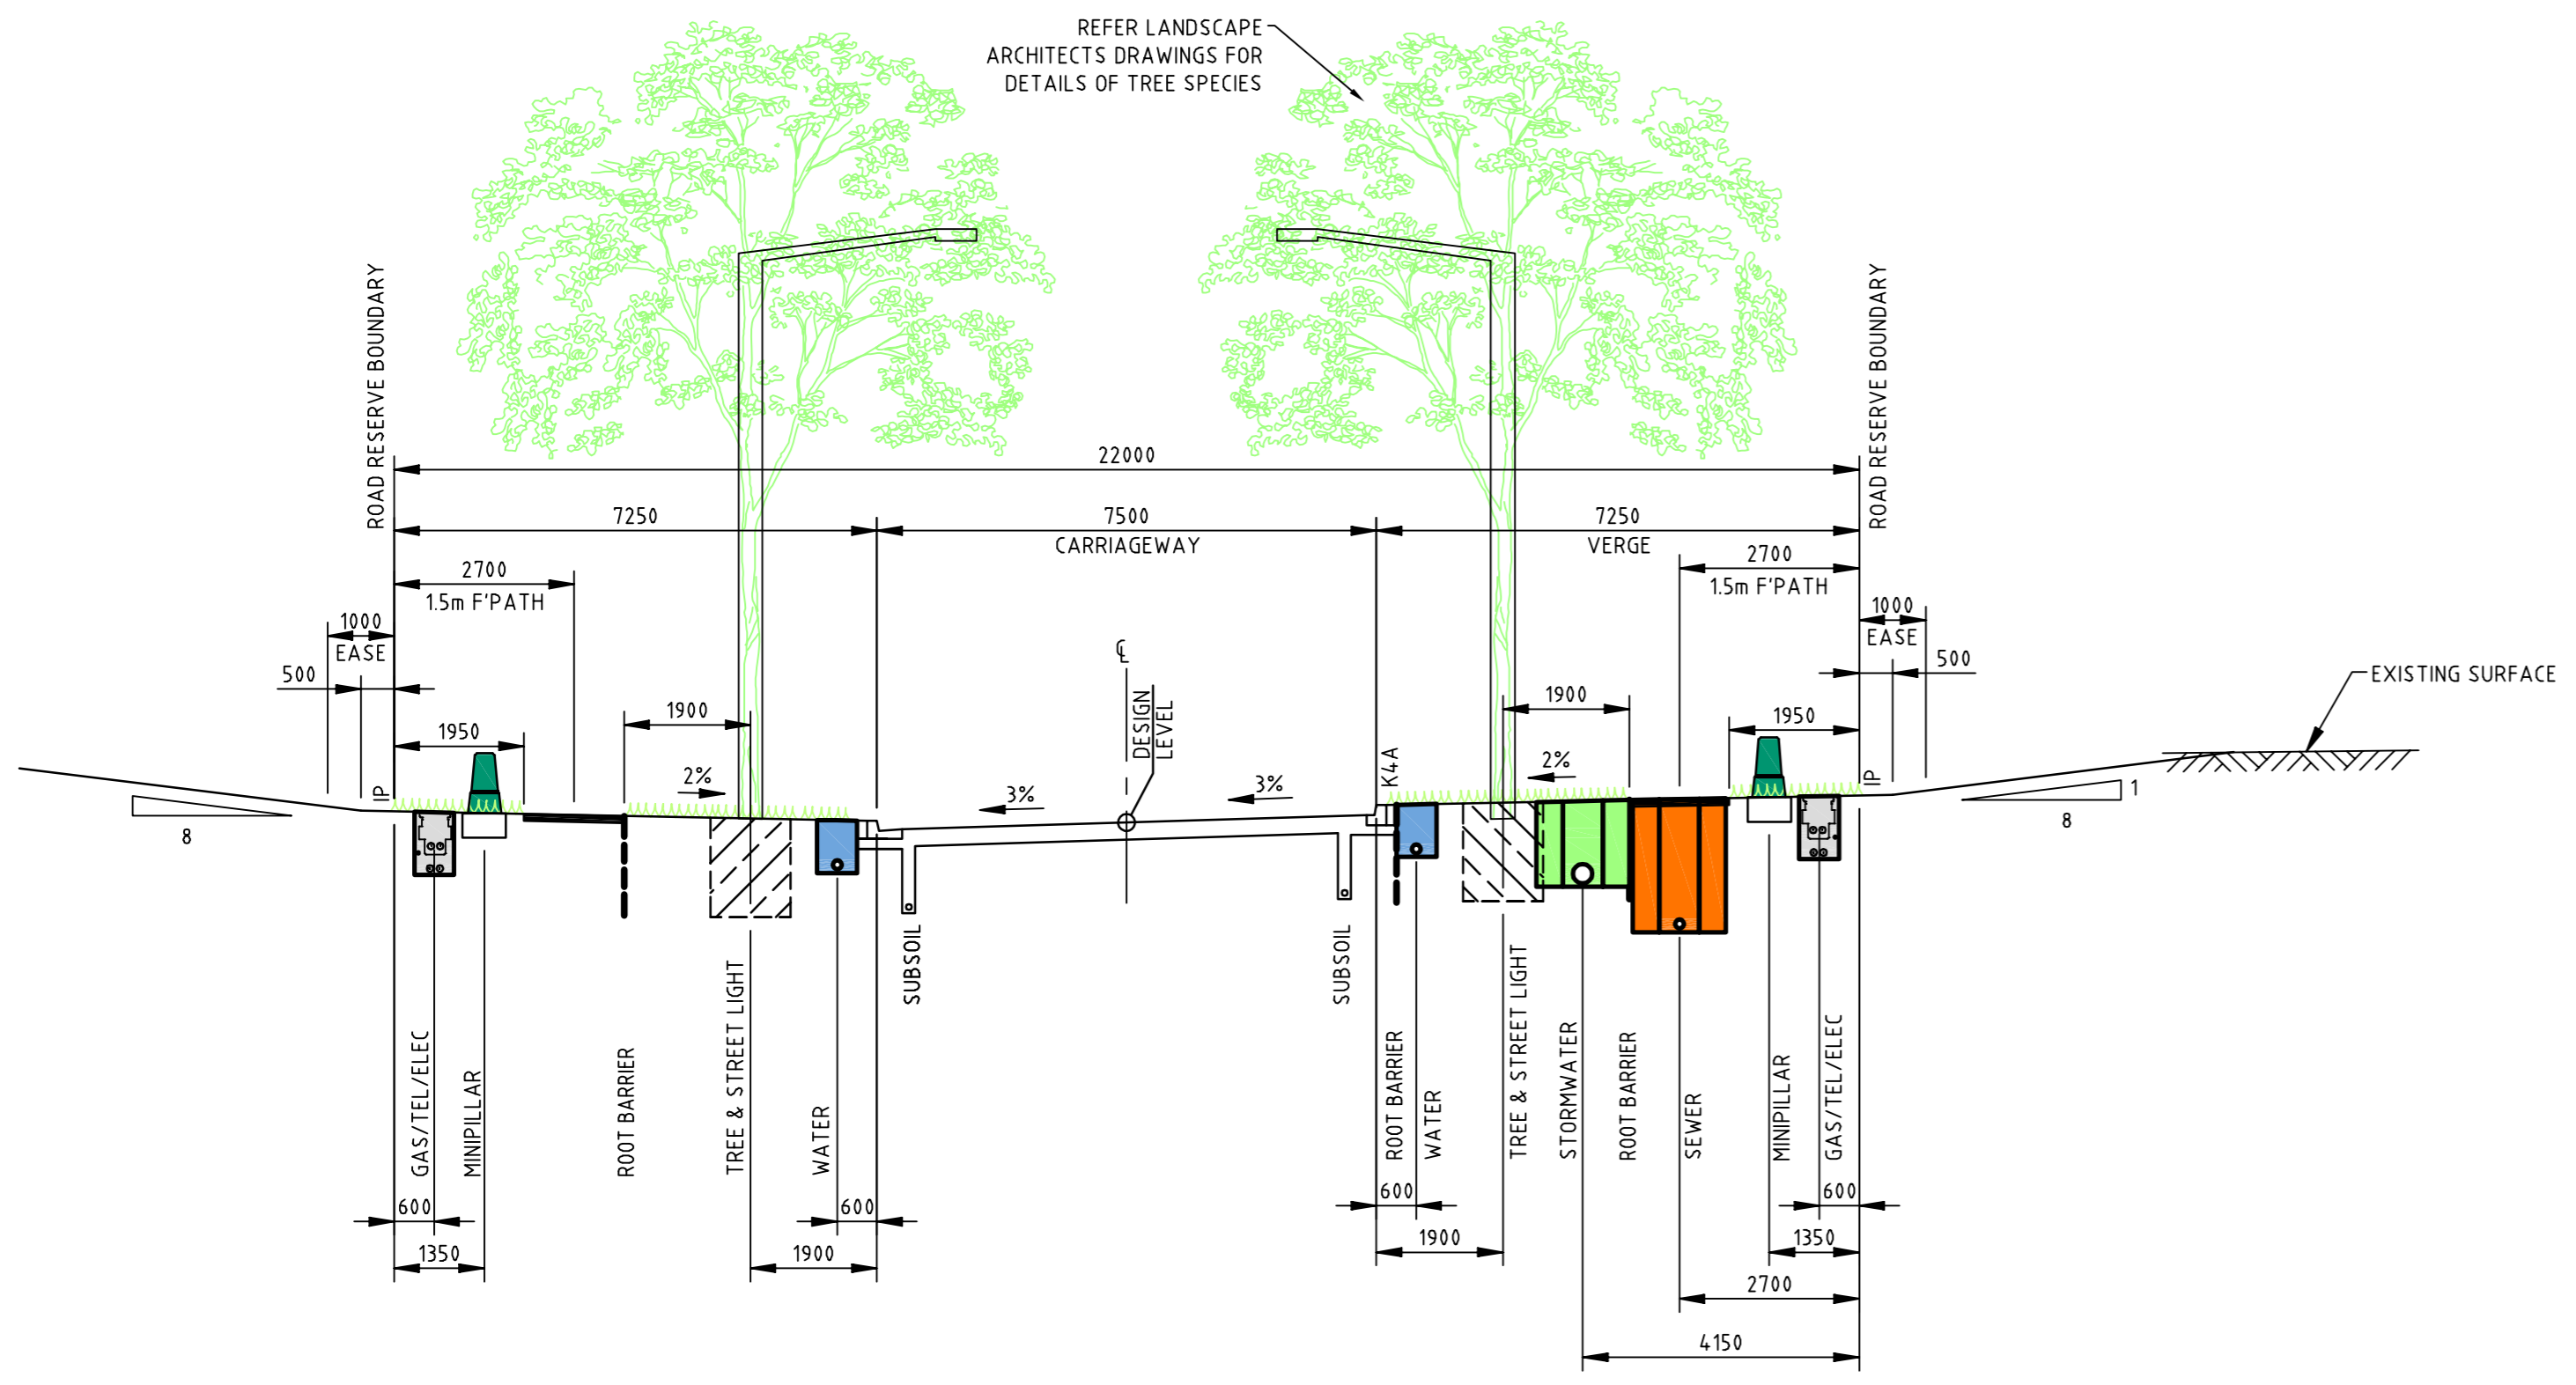 REFER LANDSCAPE
ARCHITECTS DRAWINGS FOR
DETAILS OF TREE SPECIES
ROAD RESERVE BOUNDARY
ROAD RESERVE BOUNDARY
22000
7250
7500
7250
CARRIAGEWAY
VERGE
2700
2700
1.5m F'PATH
1.5m F'PATH
1000
1000
EASE
EASE
500
500
EXISTING SURFACE
1900
1900
1950
1950
℄
DESIGN
LEVEL
K4A
IP
IP
2%
2%
3%
3%
8
1
8
SUBSOIL
SUBSOIL
GAS/TEL/ELEC
MINIPILLAR
ROOT BARRIER
TREE & STREET LIGHT
WATER
ROOT BARRIER
WATER
TREE & STREET LIGHT
STORMWATER
ROOT BARRIER
SEWER
MINIPILLAR
GAS/TEL/ELEC
600
600
600
600
1350
1900
1900
1350
2700
4150